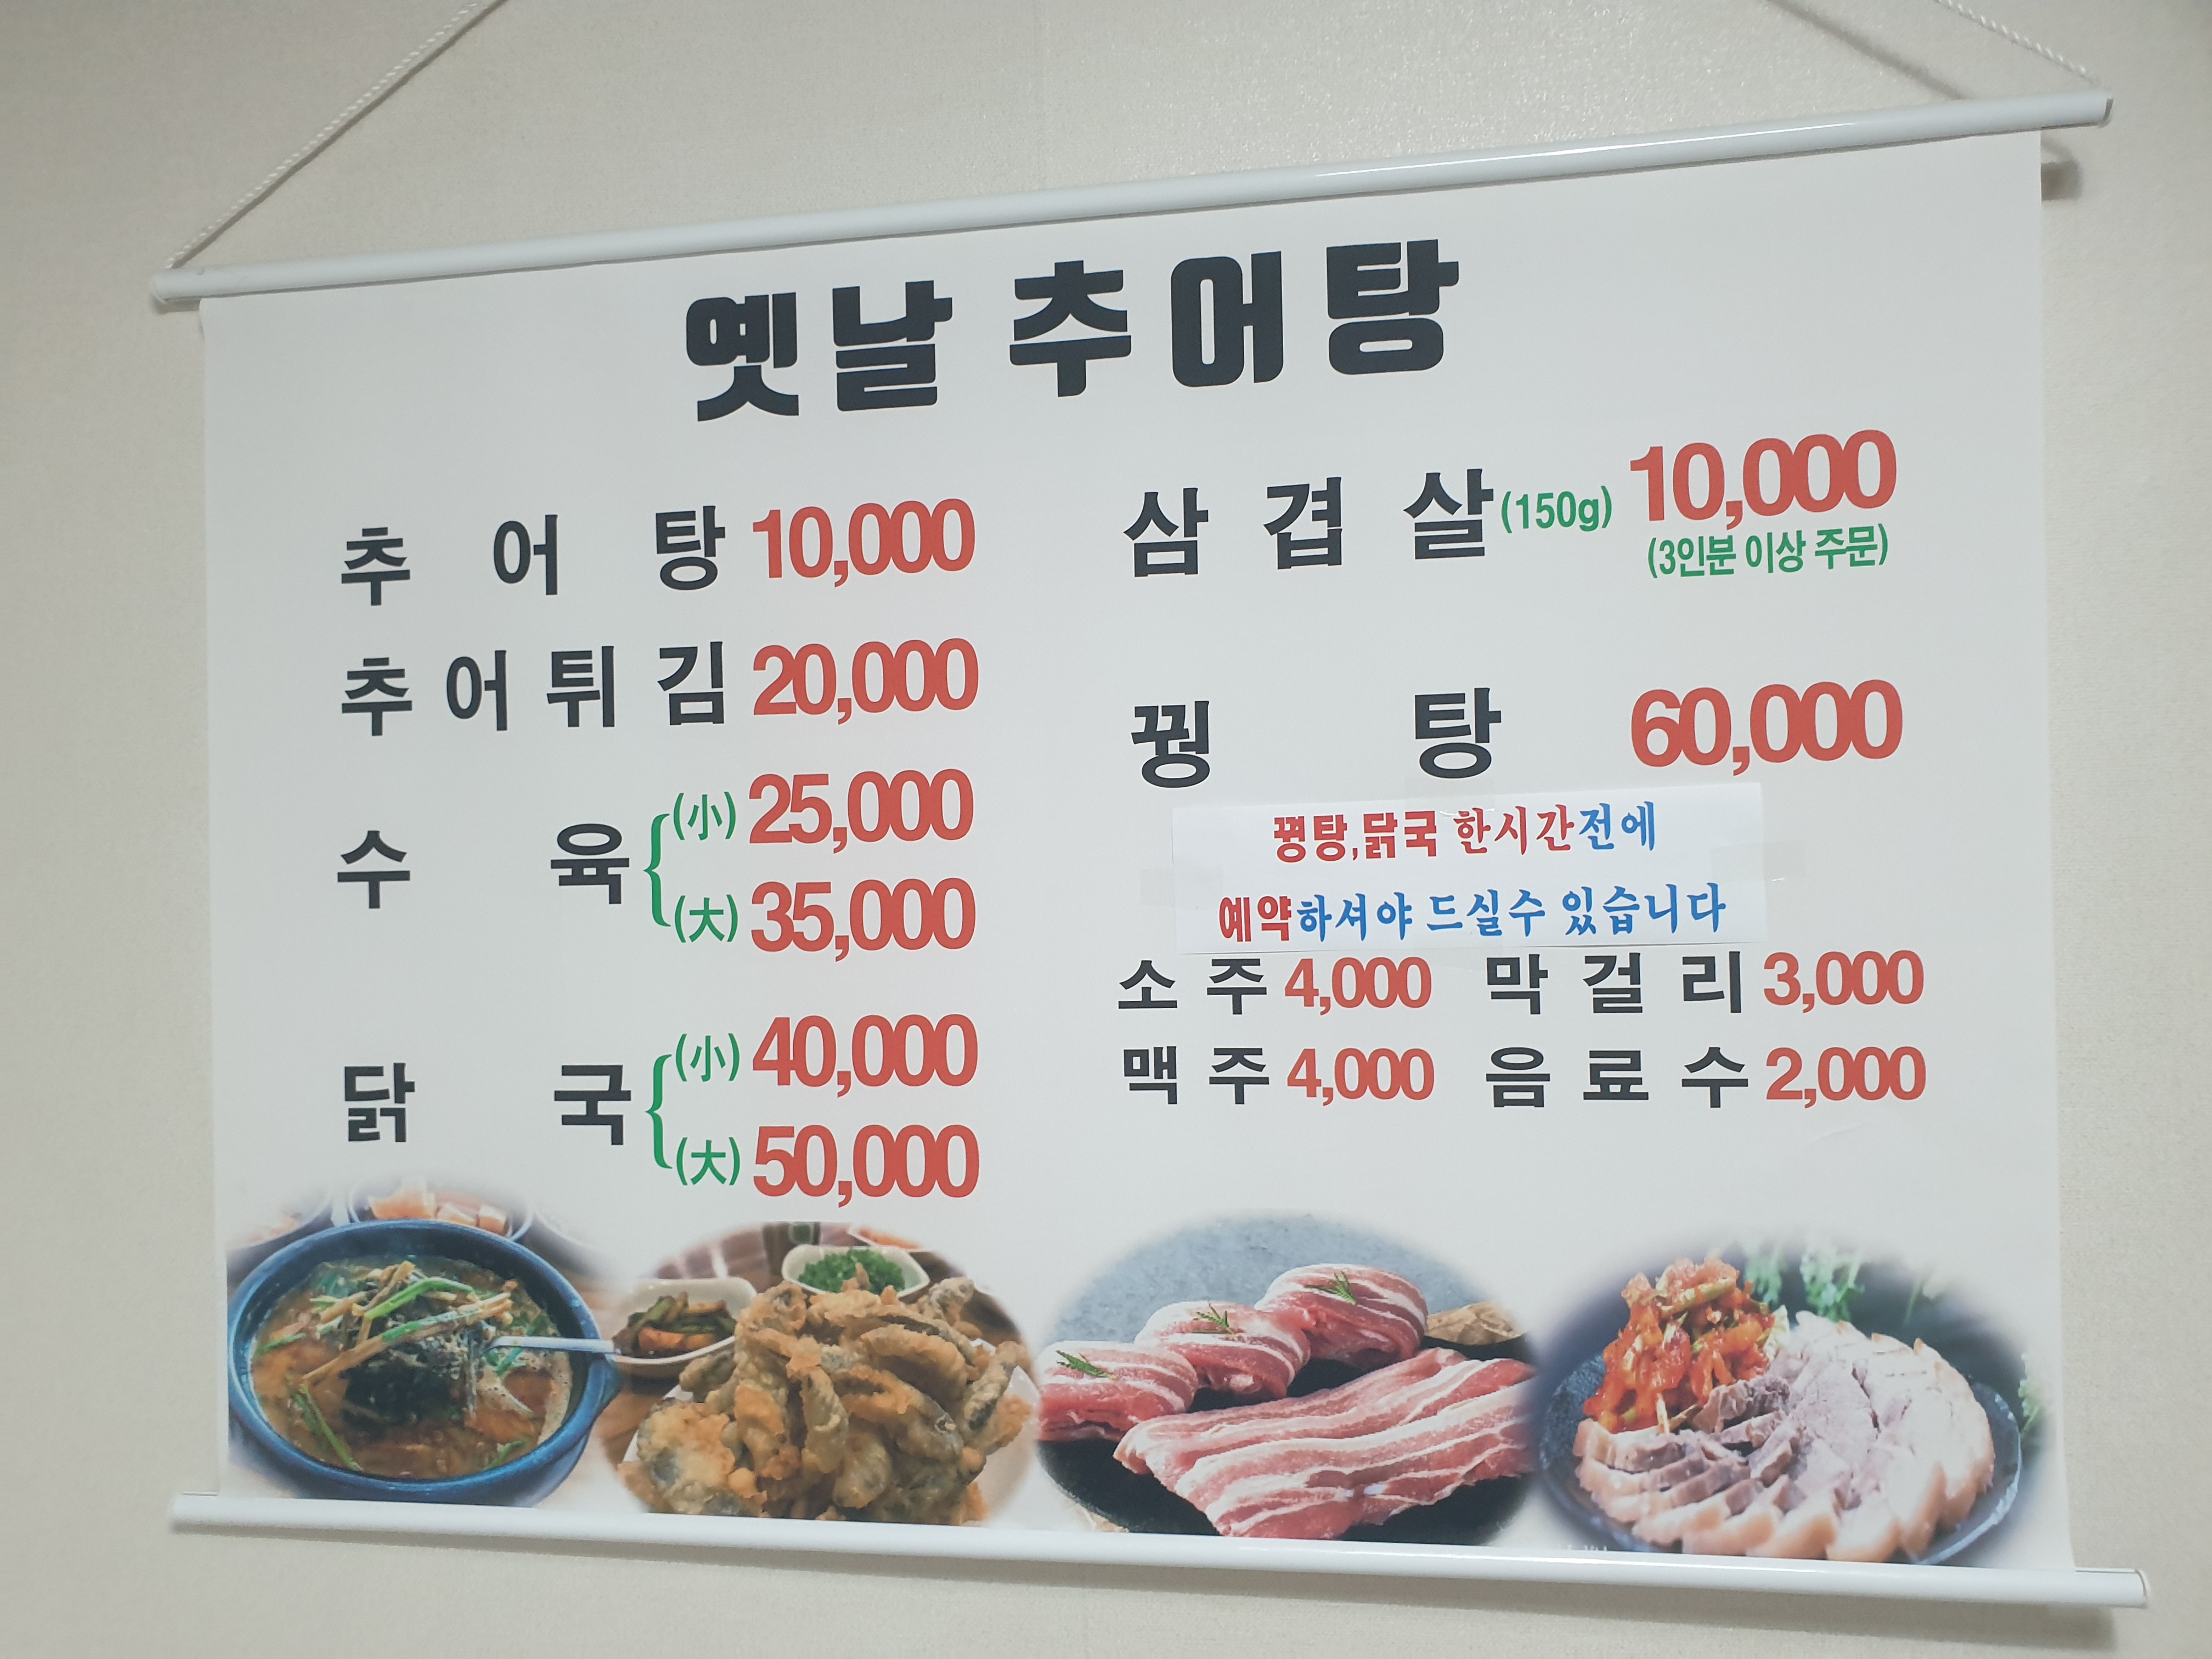 옛날 추어탕
추어탕 10,000
추어튀김 20,000
수육 (小) 25,000
(大) 35,000
닭국 (小) 40,000
(大) 50,000
삼겹살(150g) 10,000
(3인분 이상 주문)
꿩탕 60,000
꿩탕,닭국 한시간전에
예약하셔야 드실수 있습니다
소주 4,000 막걸리 3,000
맥주 4,000 음료수 2,000